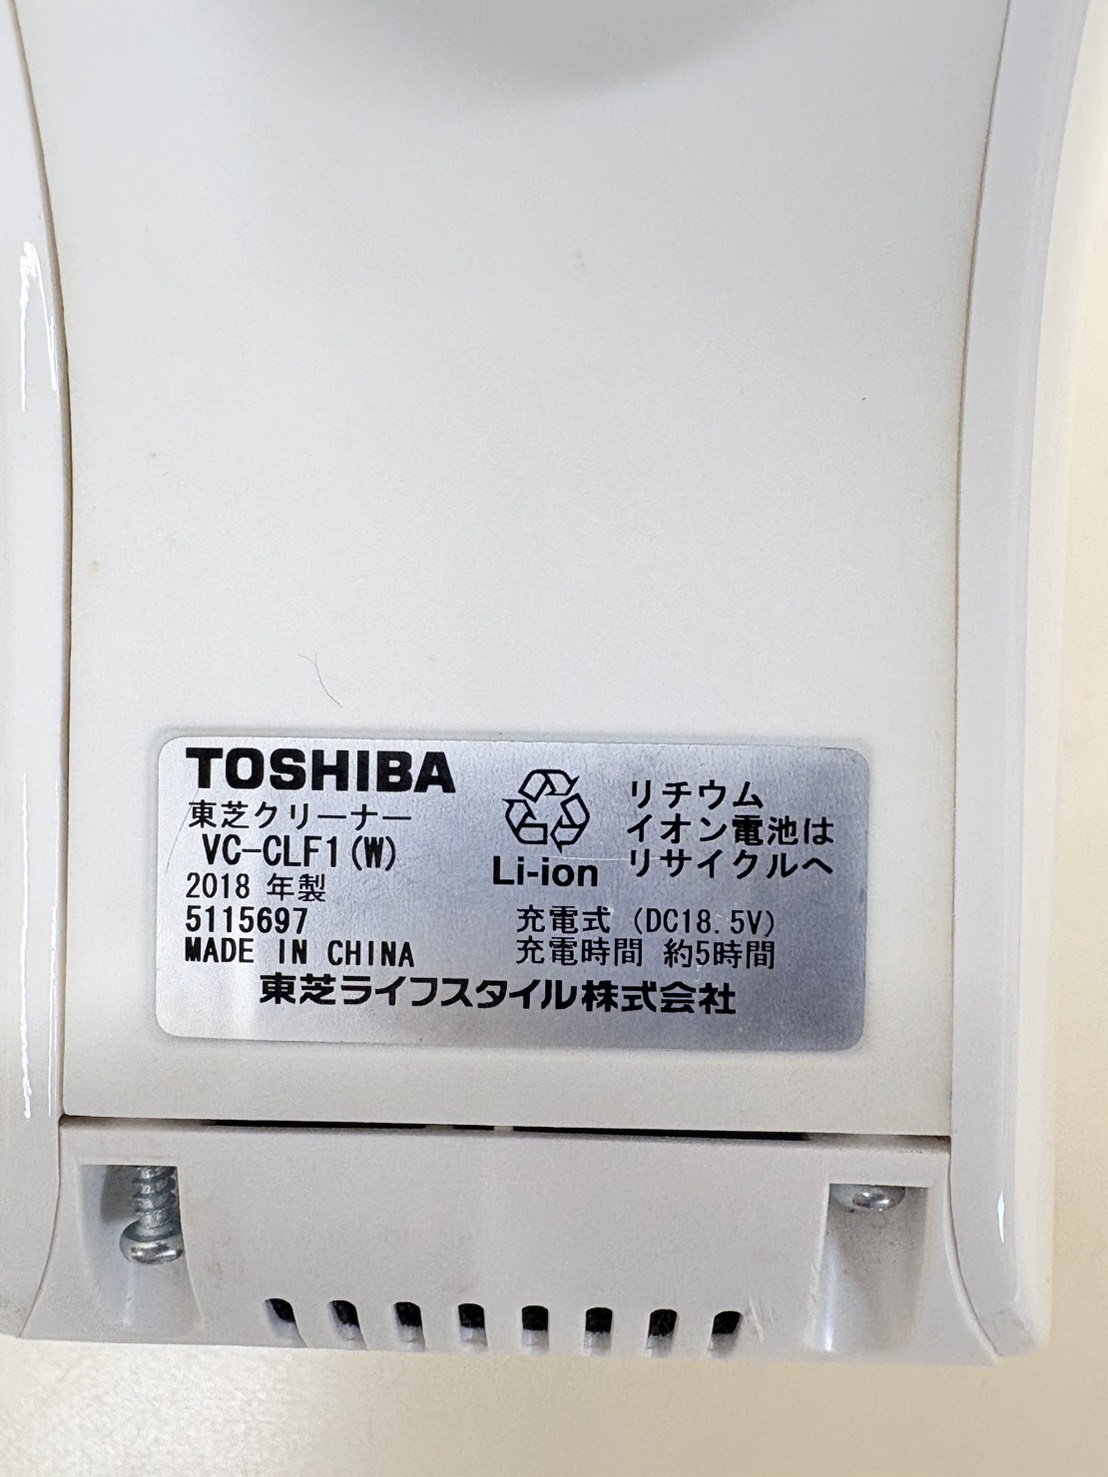 TOSHIBA
東芝クリーナー
VC-CLF1(W)
2018 年製
5115697
MADE IN CHINA
Li-ion
リチウム
イオン電池は
リサイクルへ
充電式 (DC18.5V)
充電時間 約5時間
東芝ライフスタイル株式会社